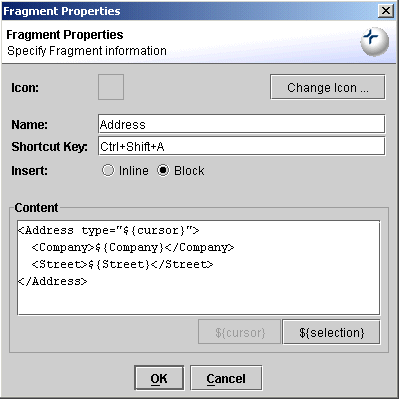 Fragment Properties
Fragment Properties
Specify Fragment information
Icon: Change Icon ...
Name: Address
Shortcut Key: Ctrl+Shift+A
Insert: Inline Block
Content
<Address type="${cursor}">
<Company>${Company}</Company>
<Street>${Street}</Street>
</Address>
${cursor} ${selection}
OK Cancel